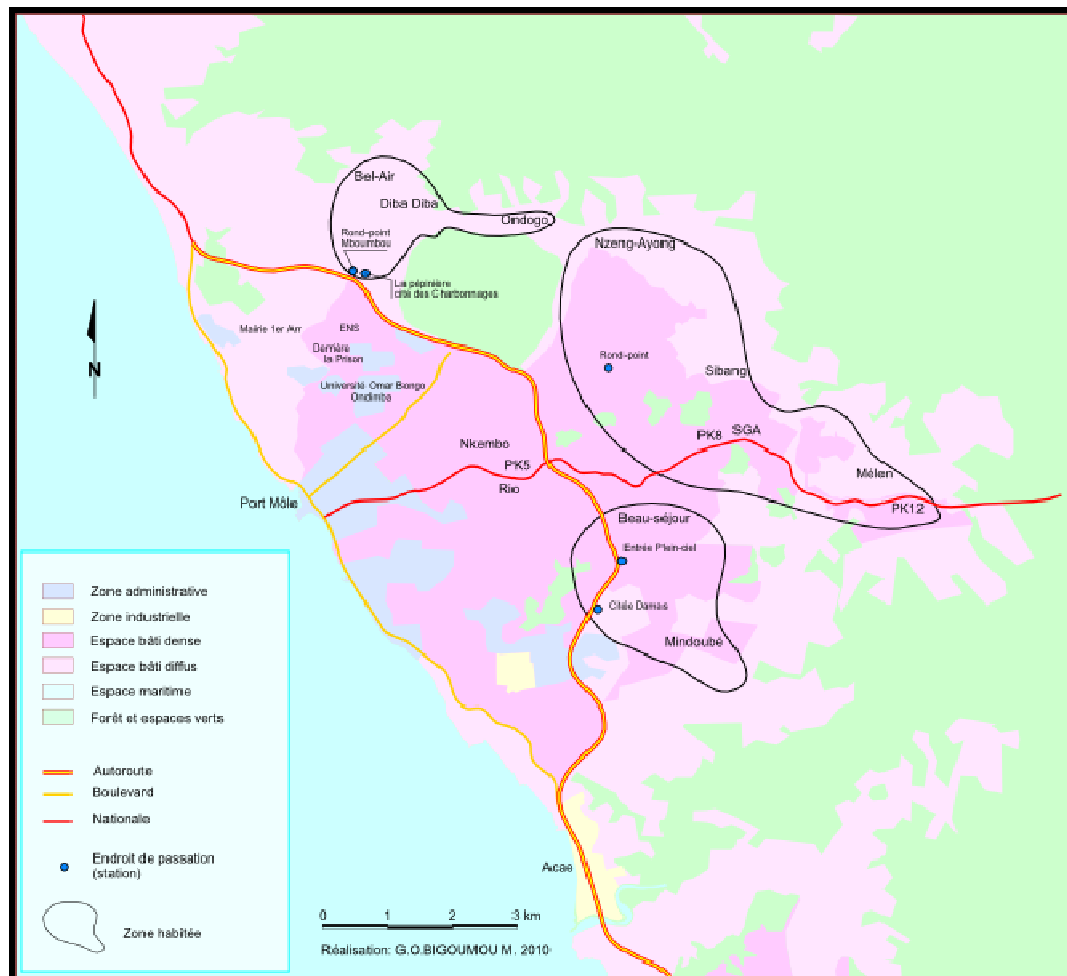 Bel-Air
Diba Diba
Oindogo
Rond-point
Mboumbou
Nzeng-Ayong
La pépinière
cité des Charbonnages
Mairie 1er Arr
ENS
Derrière
la Prison
N
Rond-point
Sibang
Université Omar Bongo
Ondimba
Nkembo
PK8
SGA
PK5
Mélen
Rio
Port Môle
PK12
Beau-séjour
Entrée Plein-ciel
Citée Damas
Mindoubé
Zone administrative
Zone industrielle
Espace bâti dense
Espace bâti diffus
Espace maritime
Forêt et espaces verts
Autoroute
Boulevard
Nationale
Endroit de passation
(station)
Zone habitée
Acae
0 1 2 3 km
Réalisation: G.O.BIGOUMOU M. 2010